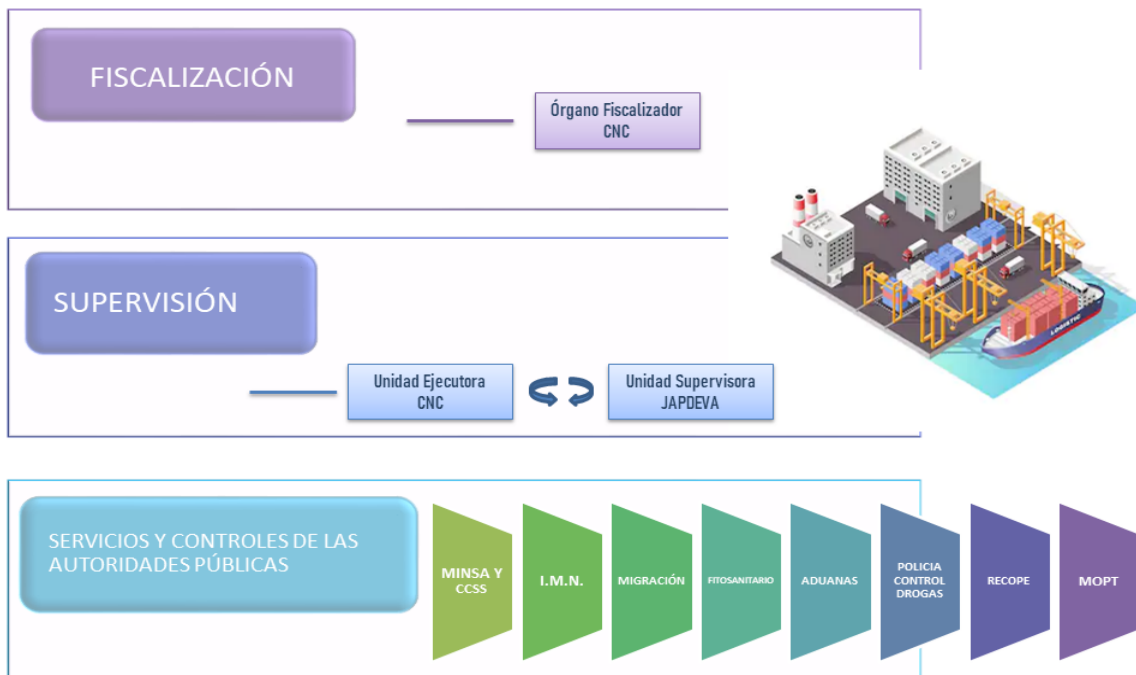 FISCALIZACIÓN
Órgano Fiscalizador
CNC
SUPERVISIÓN
Unidad Ejecutora
CNC
Unidad Supervisora
JAPDEVA
LOGISTIC
SERVICIOS Y CONTROLES DE LAS
AUTORIDADES PÚBLICAS
MINSA Y
CCSS
I.M.N.
MIGRACIÓN
FITOSANITARIO
ADUANAS
POLICIA
CONTROL
DROGAS
RECOPE
MOPT